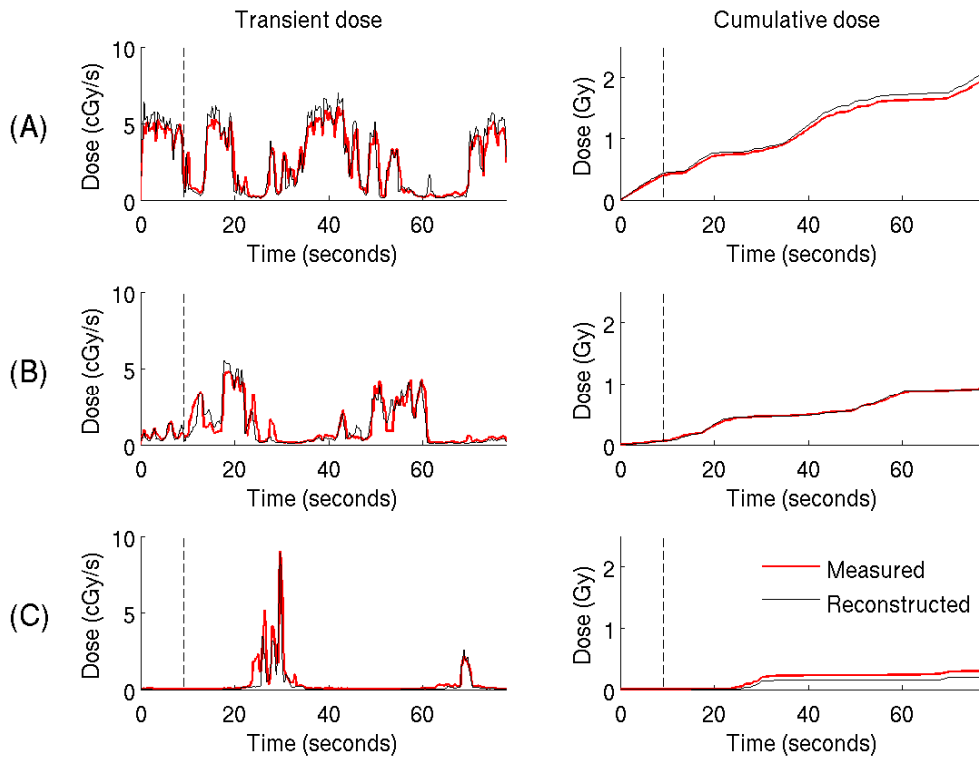 Transient dose Cumulative dose
(A)
Dose (cGy/s)
10
5
0
0 20 40 60
Time (seconds)
Dose (Gy)
2
1
0
0 20 40 60
Time (seconds)
(B)
Dose (cGy/s)
10
5
0
0 20 40 60
Time (seconds)
Dose (Gy)
2
1
0
0 20 40 60
Time (seconds)
(C)
Dose (cGy/s)
10
5
0
0 20 40 60
Time (seconds)
Dose (Gy)
2
1
0
Measured
Reconstructed
0 20 40 60
Time (seconds)